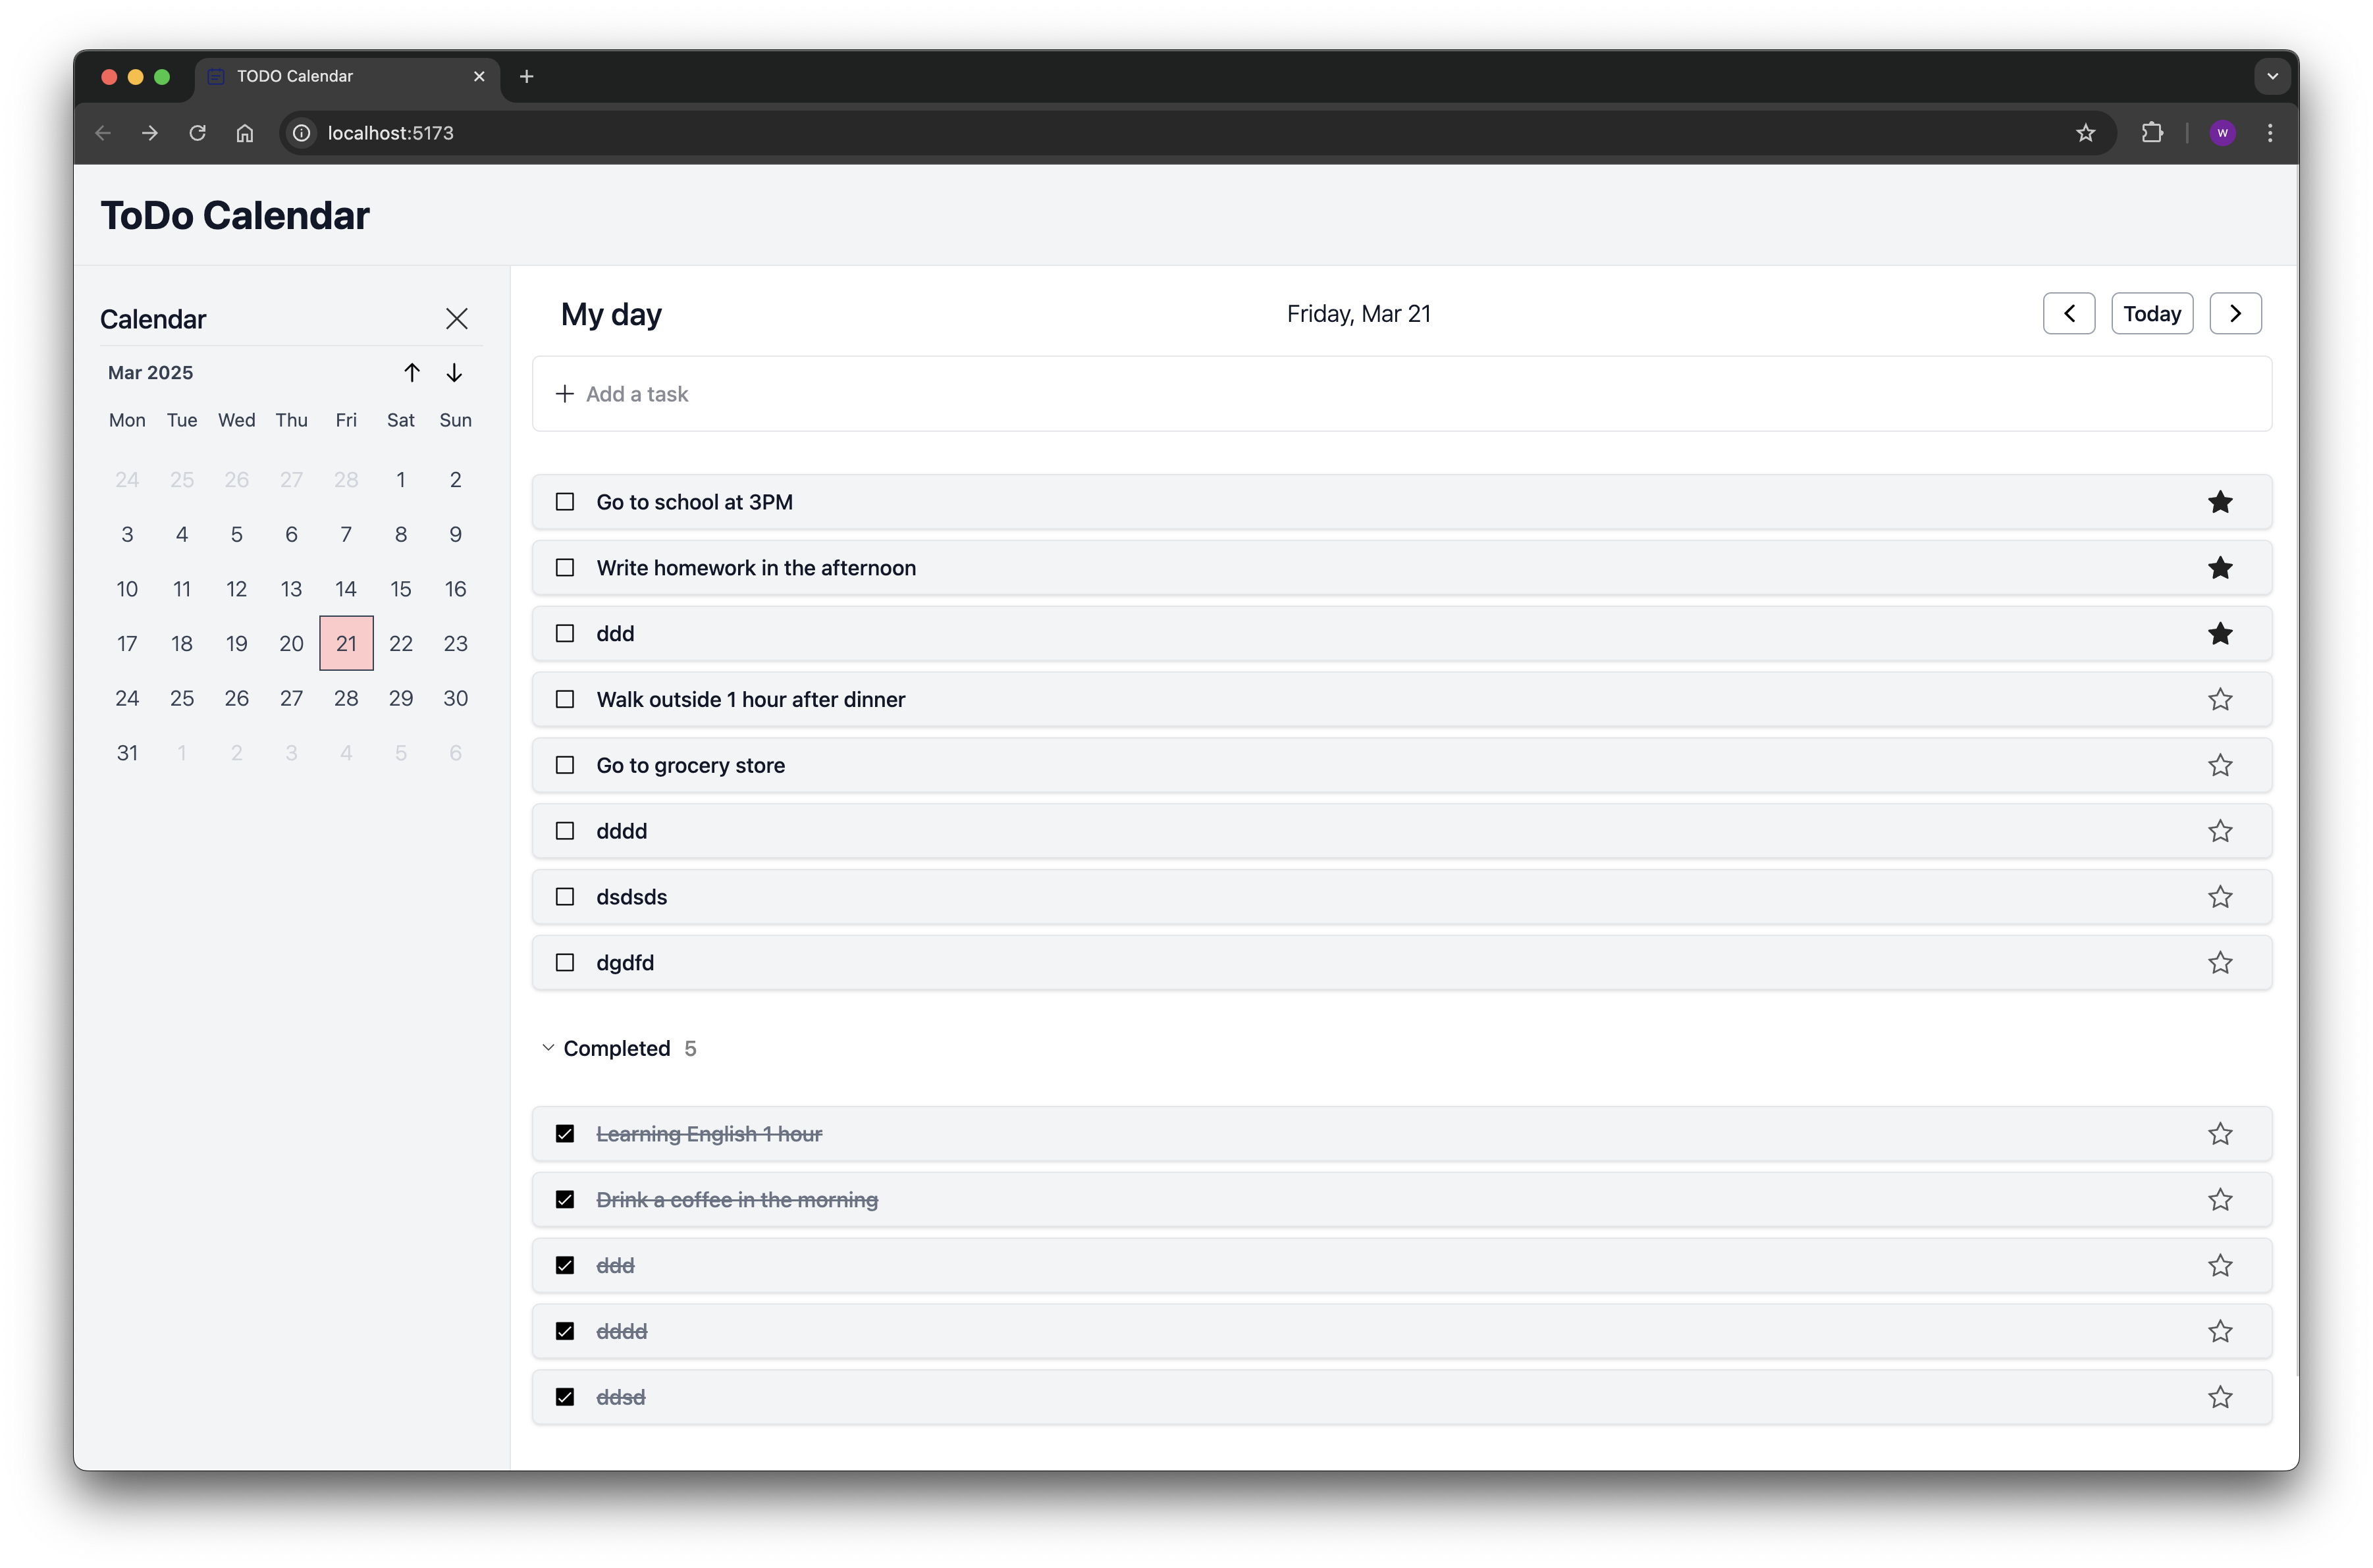 TODO Calendar
localhost:5173
W
ToDo Calendar
Calendar
Mar 2025
Mon Tue Wed Thu Fri Sat Sun
24 25 26 27 28 1 2
3 4 5 6 7 8 9
10 11 12 13 14 15 16
17 18 19 20 21 22 23
24 25 26 27 28 29 30
31 1 2 3 4 5 6
My day
Friday, Mar 21
Today
Add a task
Go to school at 3PM
Write homework in the afternoon
ddd
Walk outside 1 hour after dinner
Go to grocery store
dddd
dsdsds
dgdfd
Completed 5
Learning English 1 hour
Drink a coffee in the morning
ddd
dddd
ddsd